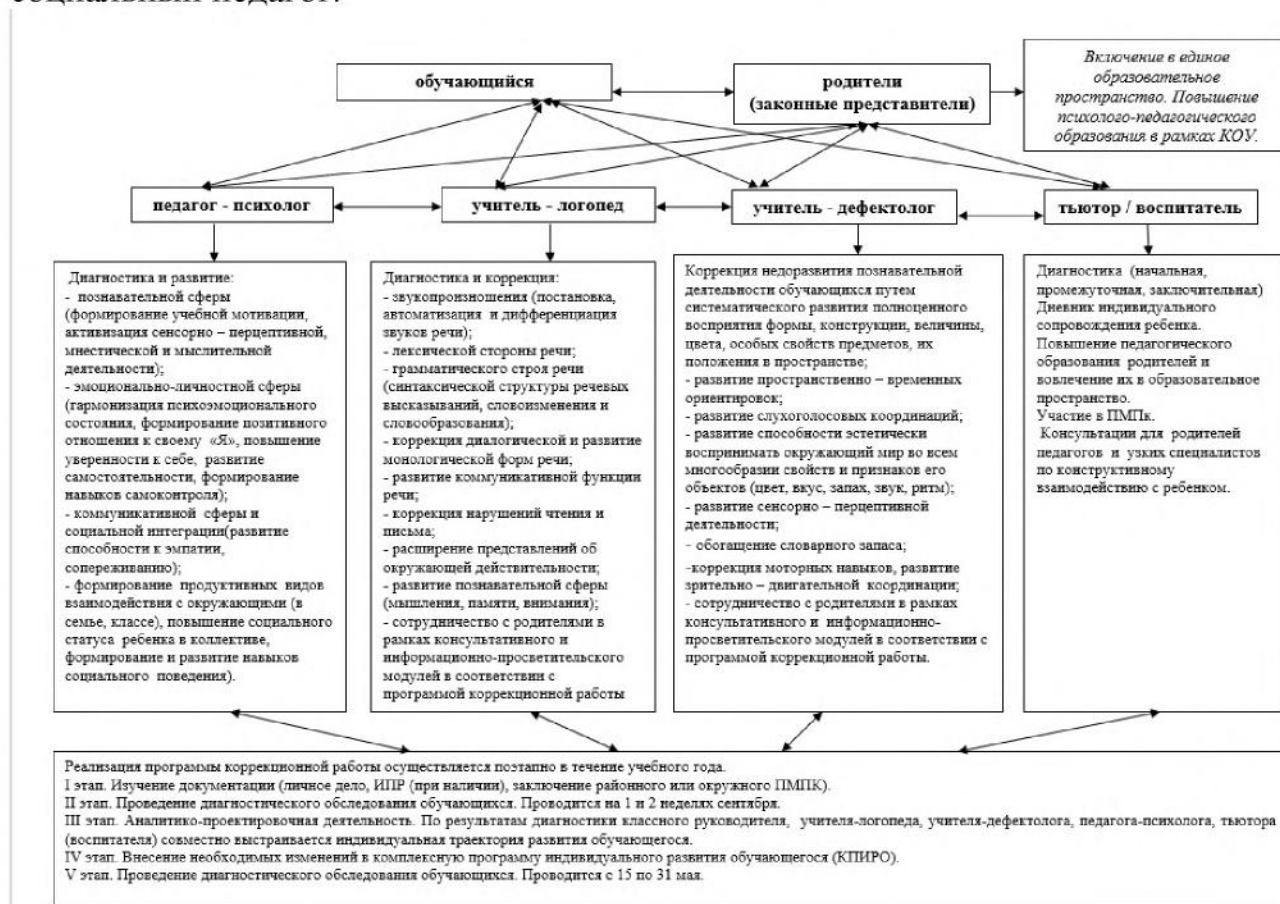 социальный педагог.
обучающийся
родители
(законные представители)
Включение в единое
образовательное
пространство. Повышение
психолого-педагогического
образования в рамках КОУ.
педагог - психолог
учитель - логопед
учитель - дефектолог
тьютор / воспитатель
Диагностика и развитие:
- познавательной сферы
(формирование учебной мотивации,
активизация сенсорно – перцептивной,
мнестической и мыслительной
деятельности);
- эмоционально-личностной сферы
(гармонизация психоэмоционального
состояния, формирование позитивного
отношения к своему «Я», повышение
уверенности к себе, развитие
самостоятельности, формирование
навыков самоконтроля);
- коммуникативной сферы и
социальной интеграции(развитие
способности к эмпатии,
сопереживанию);
- формирование продуктивных видов
взаимодействия с окружающими (в
семье, классе), повышение социального
статуса ребенка в коллективе,
формирование и развитие навыков
социального поведения).
Диагностика и коррекция:
- звукопроизношения (постановка,
автоматизация и дифференциация
звуков речи);
- лексической стороны речи;
- грамматического строя речи
(синтаксической структуры речевых
высказываний, словоизменения и
словообразования);
- коррекция диалогической и развитие
монологической форм речи;
- развитие коммуникативной функции
речи;
- коррекция нарушений чтения и
письма;
- расширение представлений об
окружающей действительности;
- развитие познавательной сферы
(мышления, памяти, внимания);
- сотрудничество с родителями в
рамках консультативного и
информационно-просветительского
модулей в соответствии с
программой коррекционной работы
Коррекция недоразвития познавательной
деятельности обучающихся путем
систематического развития полноценного
восприятия формы, конструкции, величины,
цвета, особых свойств предметов, их
положения в пространстве;
- развитие пространственно – временных
ориентировок;
- развитие слухоголосовых координаций;
- развитие способности эстетически
воспринимать окружающий мир во всем
многообразии свойств и признаков его
объектов (цвет, вкус, запах, звук, ритм);
- развитие сенсорно – перцептивной
деятельности;
- обогащение словарного запаса;
-коррекция моторных навыков, развитие
зрительно – двигательной координации;
- сотрудничество с родителями в рамках
консультативного и информационно-
просветительского модулей в соответствии с
программой коррекционной работы.
Диагностика (начальная,
промежуточная, заключительная)
Дневник индивидуального
сопровождения ребенка.
Повышение педагогического
образования родителей и
вовлечение их в образовательное
пространство.
Участие в ПМПк.
Консультации для родителей
педагогов и узких специалистов
по конструктивному
взаимодействию с ребенком.
Реализация программы коррекционной работы осуществляется поэтапно в течение учебного года.
I этап. Изучение документации (личное дело, ИПР (при наличии), заключение районного или окружного ПМПК).
II этап. Проведение диагностического обследования обучающихся. Проводится на 1 и 2 неделях сентября.
III этап. Аналитико-проектировочная деятельность. По результатам диагностики классного руководителя, учителя-логопеда, учителя-дефектолога, педагога-психолога, тьютора
(воспитателя) совместно выстраивается индивидуальная траектория развития обучающегося.
IV этап. Внесение необходимых изменений в комплексную программу индивидуального развития обучающегося (КПИРО).
V этап. Проведение диагностического обследования обучающихся. Проводится с 15 по 31 мая.